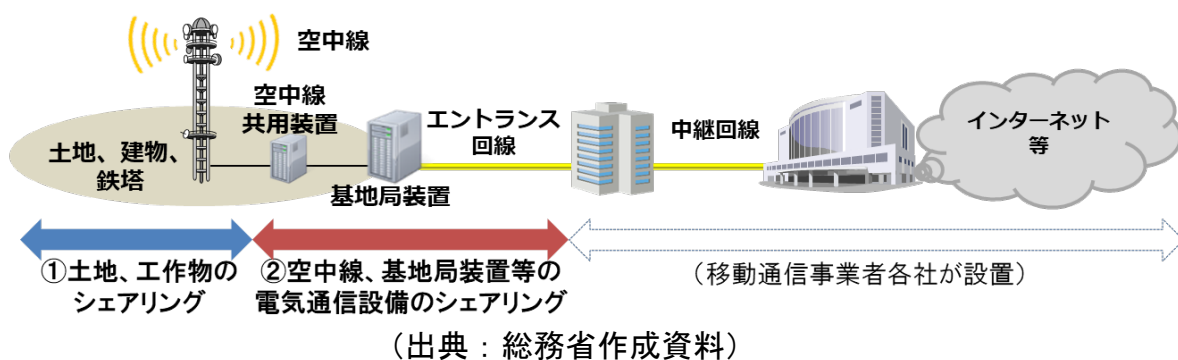 空中線
空中線
共用装置
エントランス
回線
中継回線
インターネット
等
土地、建物、
鉄塔
基地局装置
①土地、工作物の
シェアリング
②空中線、基地局装置等の
電気通信設備のシェアリング
（移動通信事業者各社が設置）
（出典：総務省作成資料）